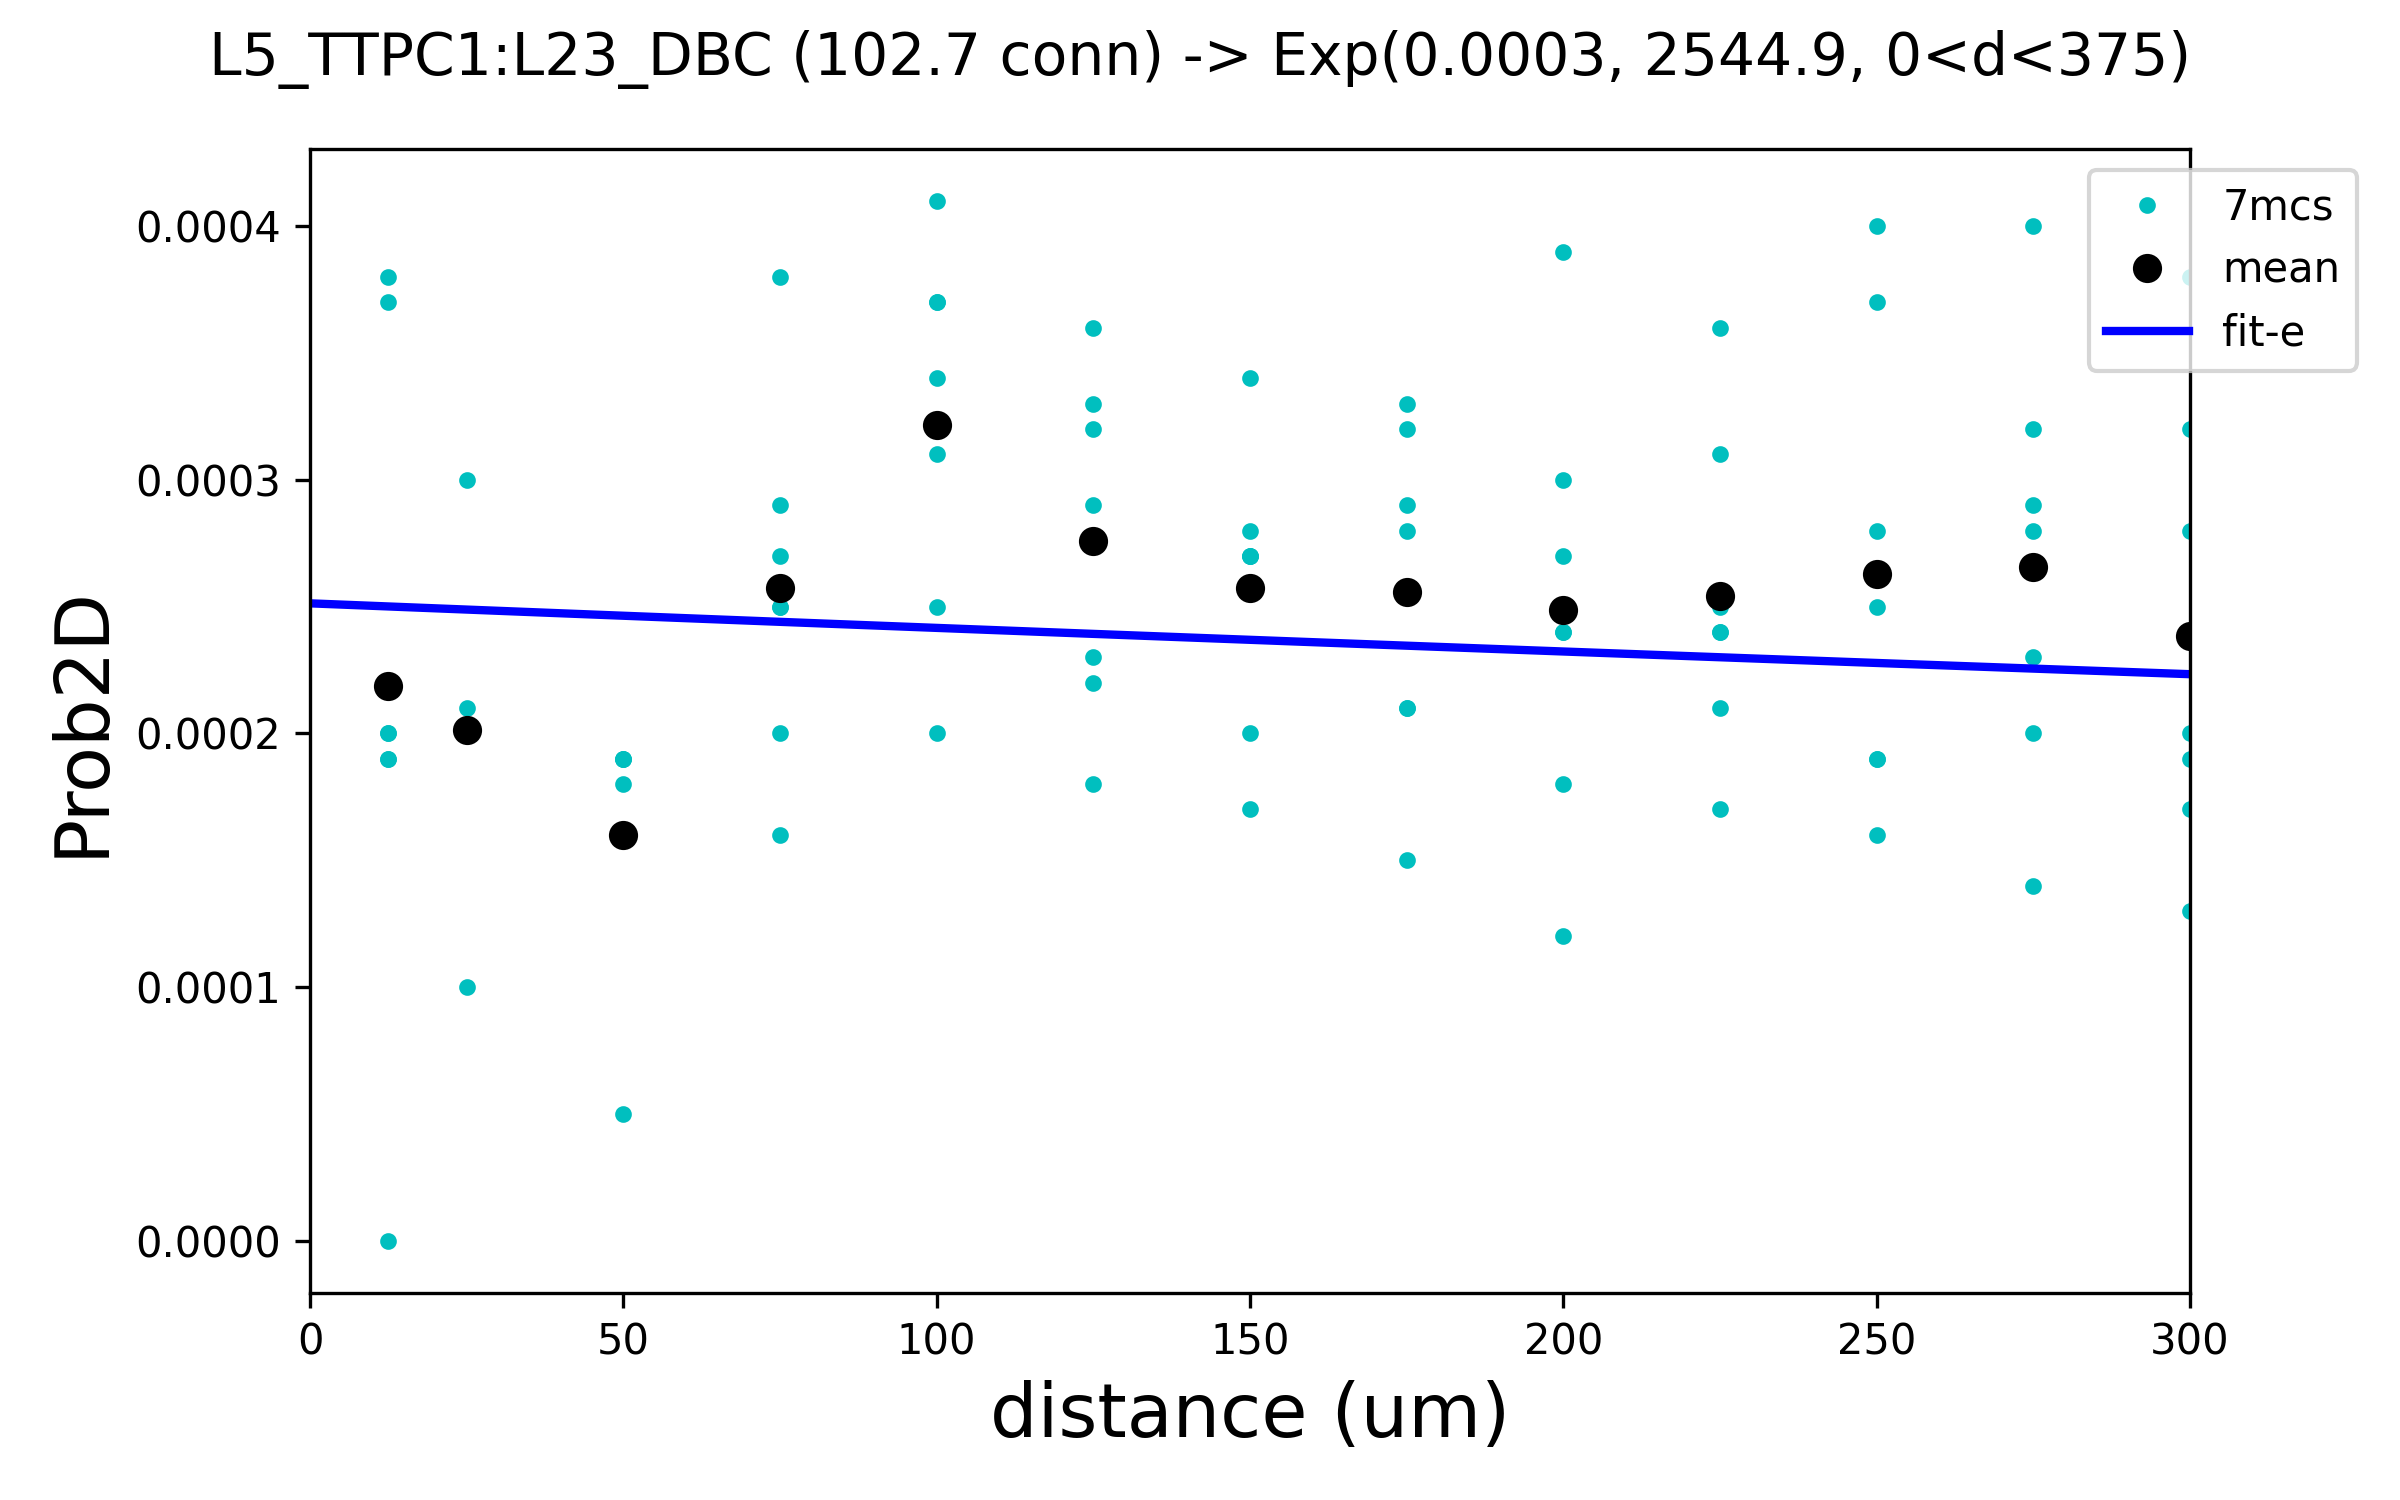 L5_TTPC1:L23_DBC (102.7 conn) -> Exp(0.0003, 2544.9, 0<d<375)
7mcs
mean
fit-e
Prob2D
0.0004
0.0003
0.0002
0.0001
0.0000
0 50 100 150 200 250 300
distance (um)